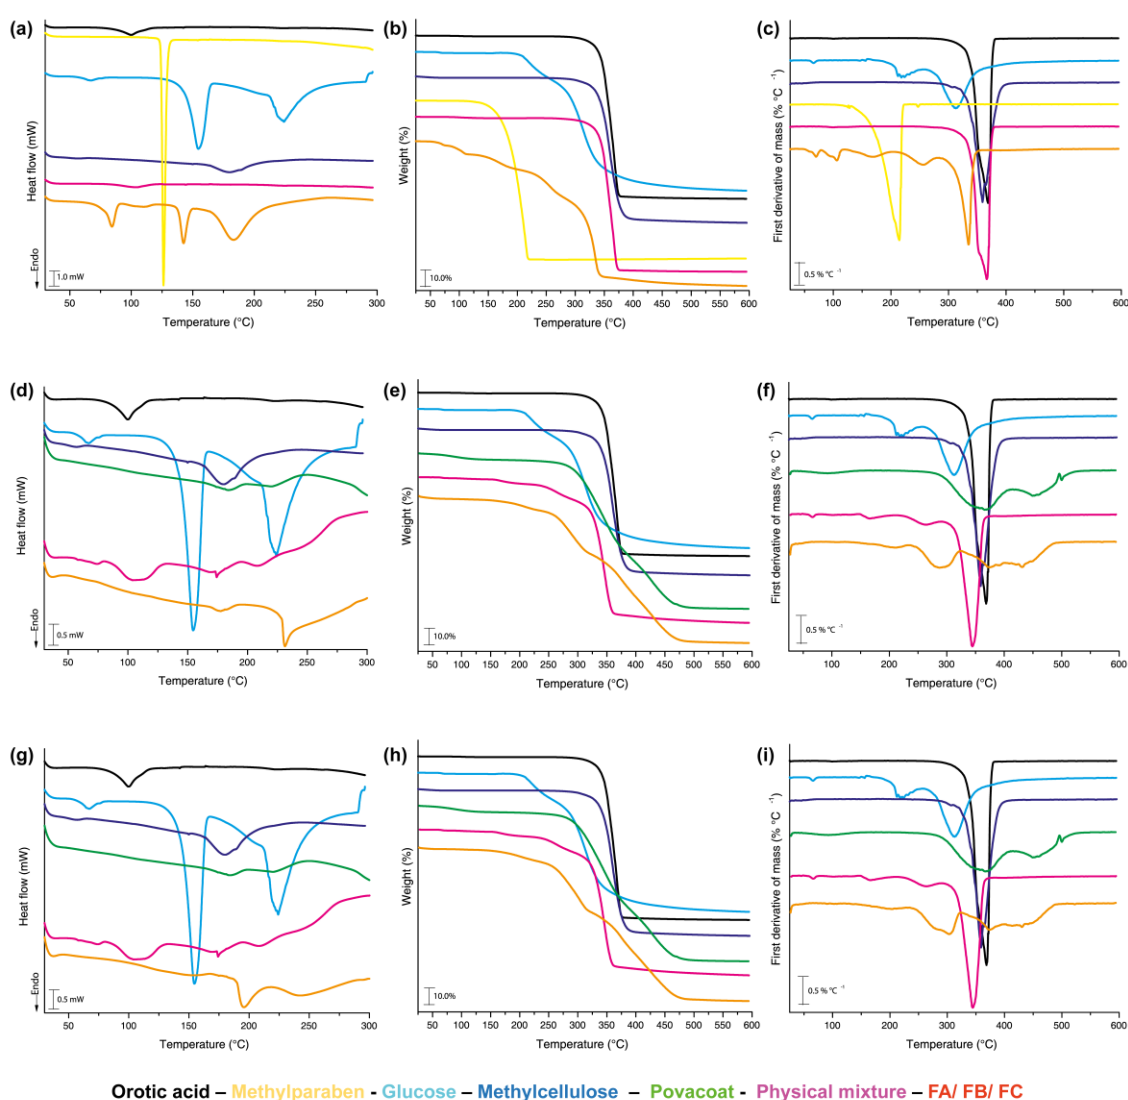 (a)
Heat flow (mW)
Endo
1.0 mW
50 100 150 200 250 300
Temperature (°C)
(b)
Weight (%)
10.0%
50 100 150 200 250 300 350 400 450 500 550 600
Temperature (°C)
(c)
First derivative of mass (% °C ⁻¹)
0.5 % °C ⁻¹
100 200 300 400 500 600
Temperature (°C)
(d)
Heat flow (mW)
Endo
0.5 mW
50 100 150 200 250 300
Temperature (°C)
(e)
Weight (%)
10.0%
50 100 150 200 250 300 350 400 450 500 550 600
Temperature (°C)
(f)
First derivative of mass (% °C ⁻¹)
0.5 % °C ⁻¹
100 200 300 400 500 600
Temperature (°C)
(g)
Heat flow (mW)
Endo
0.5 mW
50 100 150 200 250 300
Temperature (°C)
(h)
Weight (%)
10.0%
50 100 150 200 250 300 350 400 450 500 550 600
Temperature (°C)
(i)
First derivative of mass (% °C ⁻¹)
0.5 % °C ⁻¹
100 200 300 400 500 600
Temperature (°C)
Orotic acid – Methylparaben - Glucose – Methylcellulose – Povacoat - Physical mixture – FA/ FB/ FC